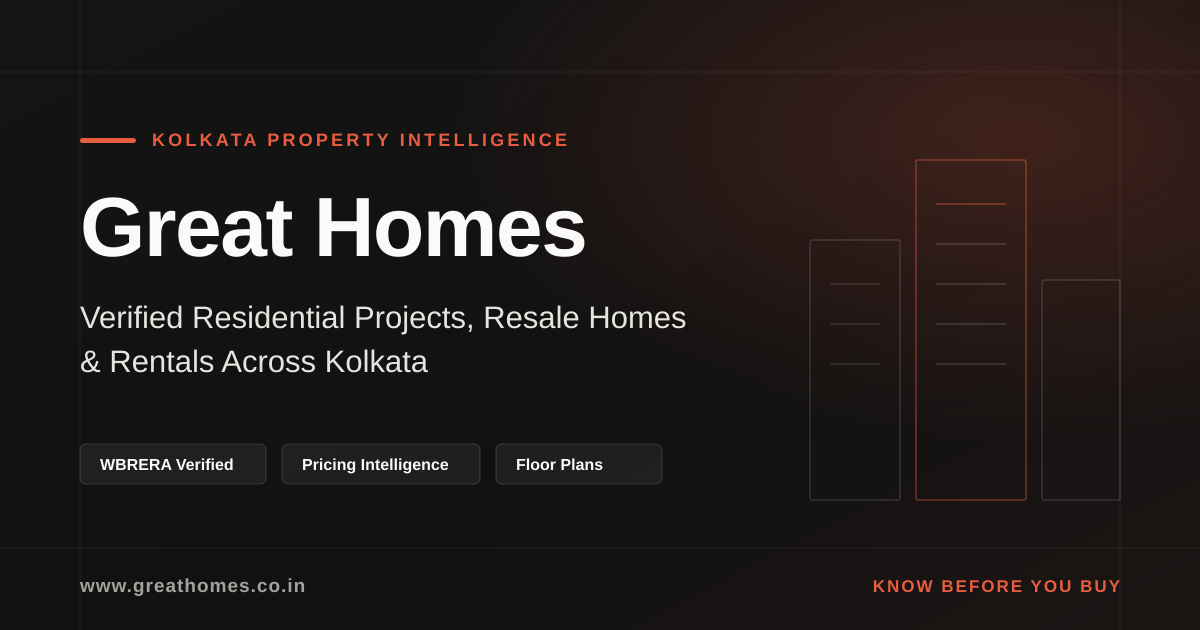 KOLKATA PROPERTY INTELLIGENCE
Great Homes
Verified Residential Projects, Resale Homes
& Rentals Across Kolkata
WBRERA Verified
Pricing Intelligence
Floor Plans
www.greathomes.co.in
KNOW BEFORE YOU BUY